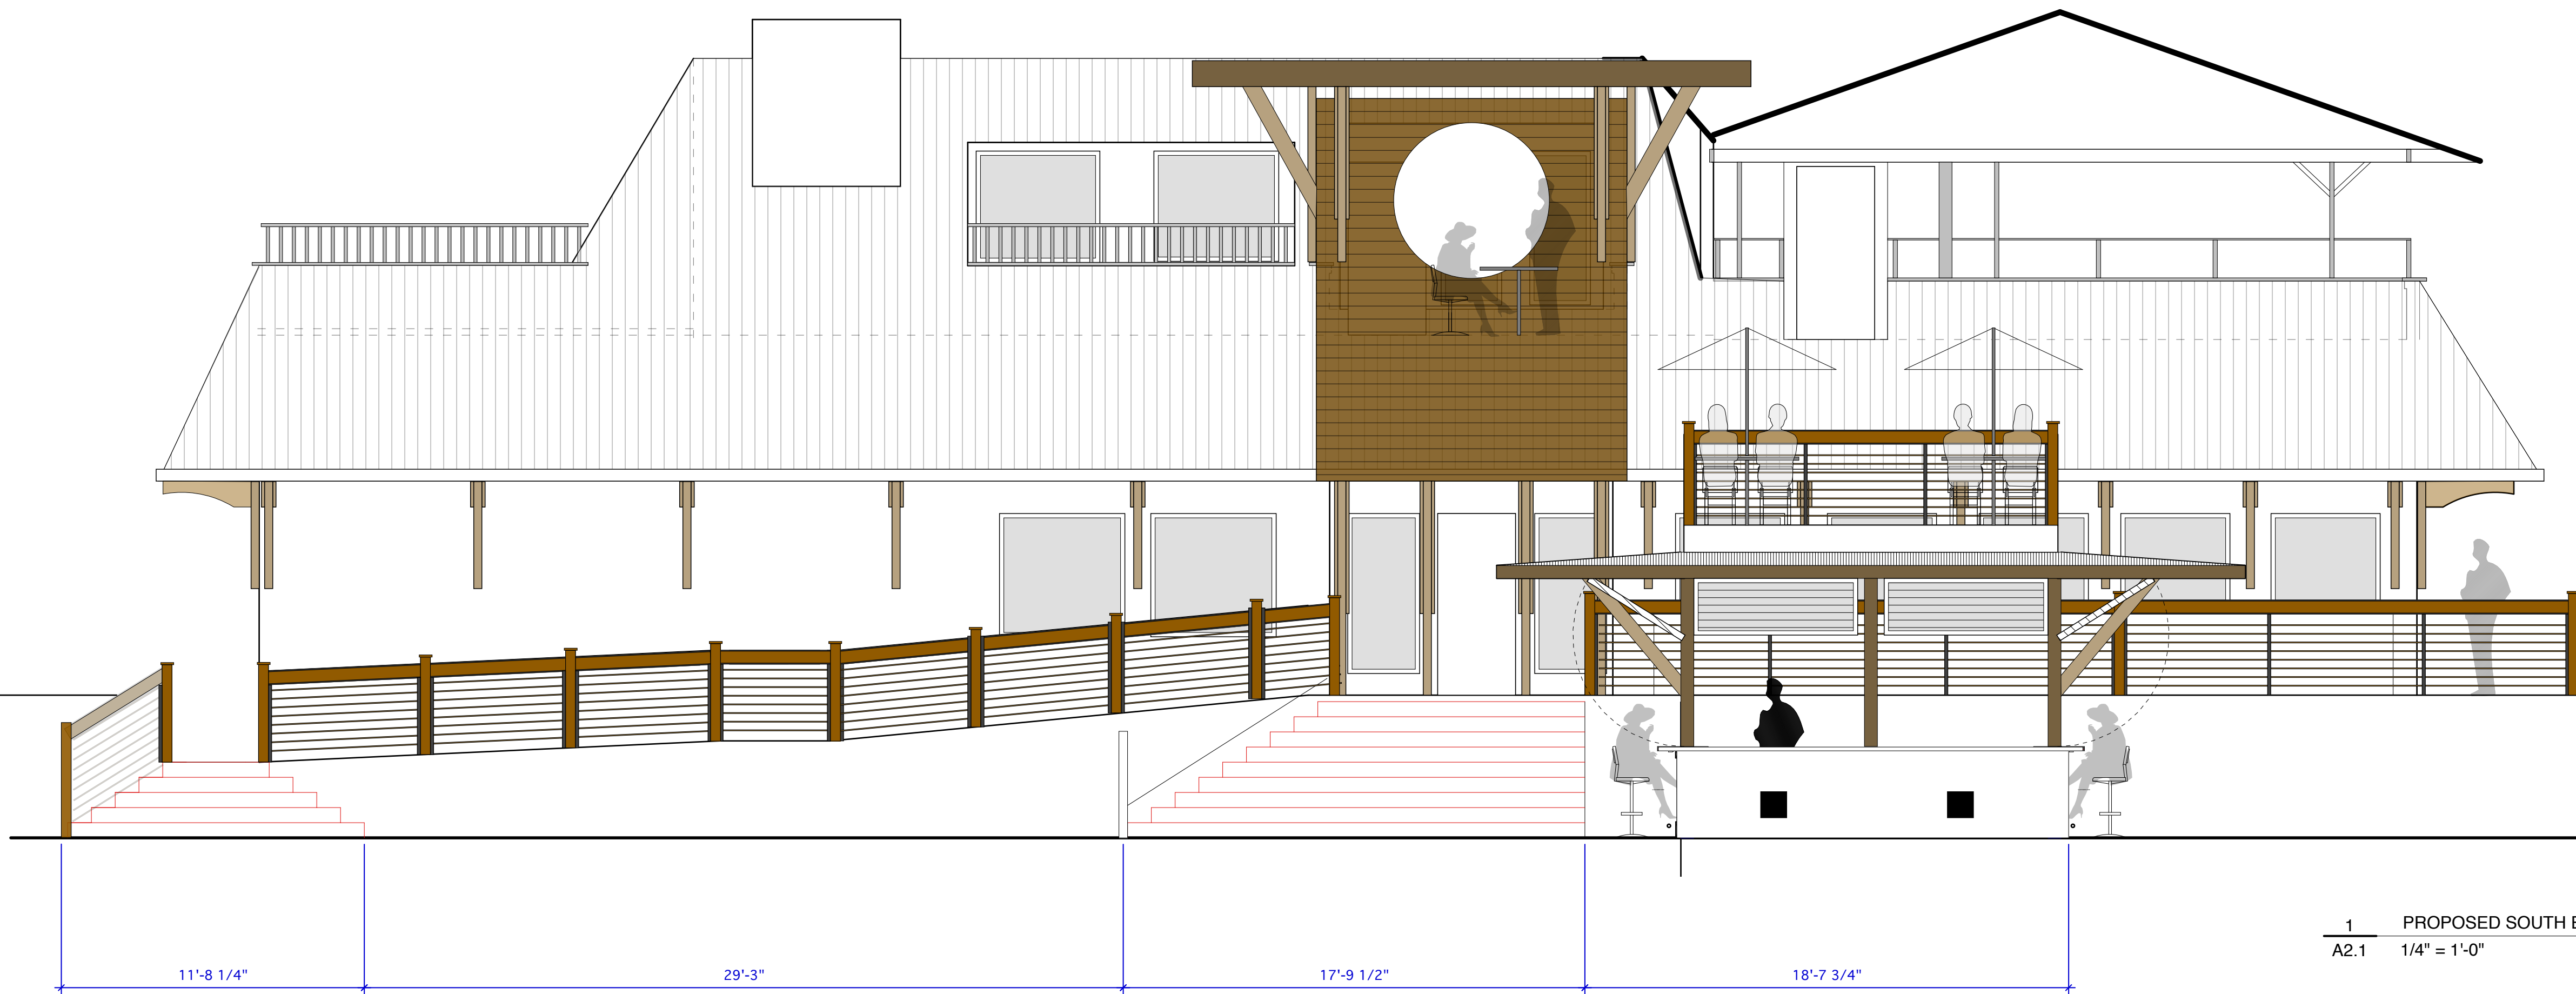 1 PROPOSED SOUTH
A2.1 1/4" = 1'-0"
11'-8 1/4" 29'-3" 17'-9 1/2" 18'-7 3/4"